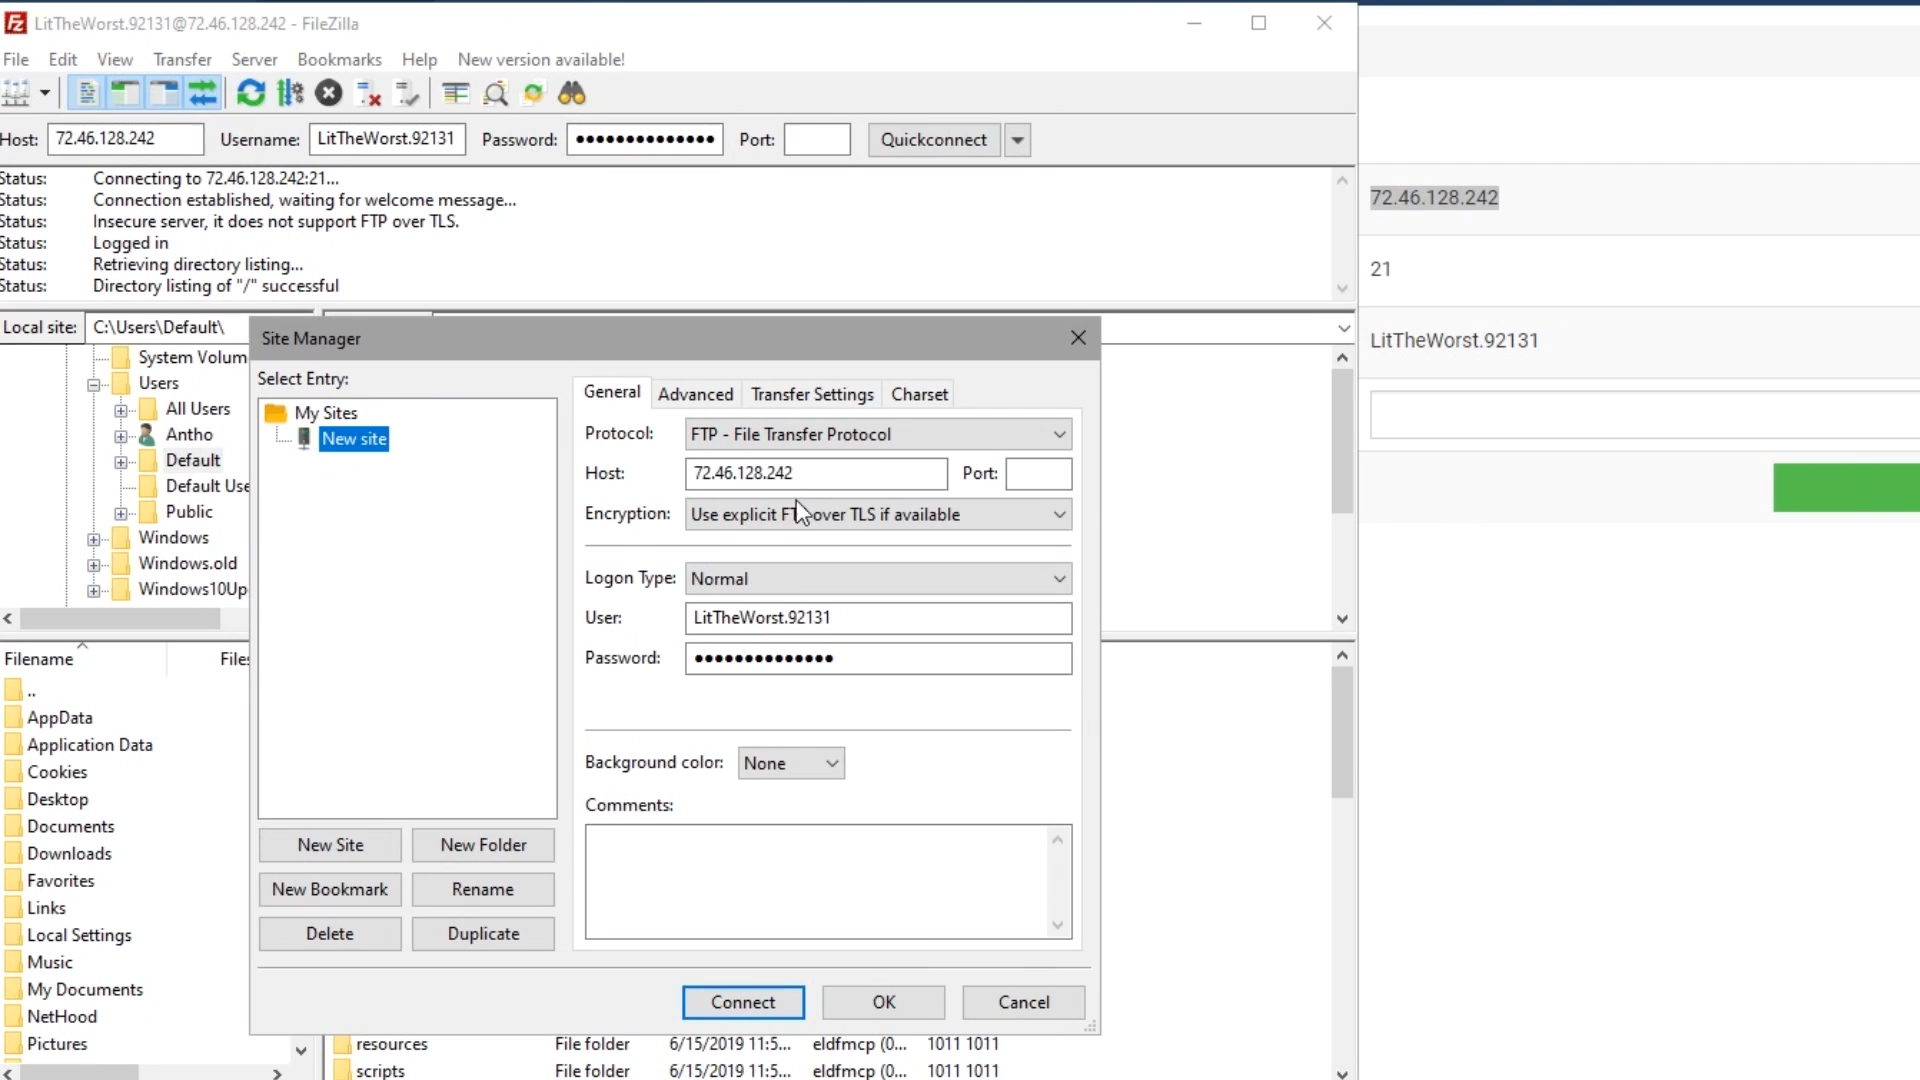 LitTheWorst.92131@72.46.128.242 - FileZilla
File Edit View Transfer Server Bookmarks Help New version available!
Host: 72.46.128.242 Username: LitTheWorst.92131 Password: ●●●●●●●●●●●●●● Port: Quickconnect
Status: Connecting to 72.46.128.242:21...
Status: Connection established, waiting for welcome message...
Status: Insecure server, it does not support FTP over TLS.
Status: Logged in
Status: Retrieving directory listing...
Status: Directory listing of "/" successful
72.46.128.242
21
LitTheWorst.92131
Local site: C:\Users\Default\
System Volum
Users
All Users
Antho
Default
Default Use
Public
Windows
Windows.old
Windows10Up
Filename Files
..
AppData
Application Data
Cookies
Desktop
Documents
Downloads
Favorites
Links
Local Settings
Music
My Documents
NetHood
Pictures
Site Manager
Select Entry:
My Sites
New site
New Site New Folder
New Bookmark Rename
Delete Duplicate
General Advanced Transfer Settings Charset
Protocol: FTP - File Transfer Protocol
Host: 72.46.128.242 Port:
Encryption: Use explicit FTP over TLS if available
Logon Type: Normal
User: LitTheWorst.92131
Password: ●●●●●●●●●●●●●●
Background color: None
Comments:
Connect OK Cancel
resources File folder 6/15/2019 11:5... eldfmcp (0... 1011 1011
scripts File folder 6/15/2019 11:5... eldfmcp (0... 1011 1011